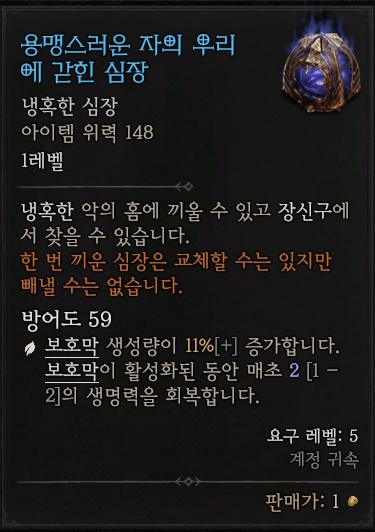 용맹스러운 자의 우리
에 갇힌 심장
냉혹한 심장
아이템 위력 148
1레벨
냉혹한 악의 홈에 끼울 수 있고 장신구에
서 찾을 수 있습니다.
한 번 끼운 심장은 교체할 수는 있지만
빼낼 수는 없습니다.
방어도 59
보호막 생성량이 11%[+] 증가합니다.
보호막이 활성화된 동안 매초 2 [1 -
2]의 생명력을 회복합니다.
요구 레벨: 5
계정 귀속
판매가: 1